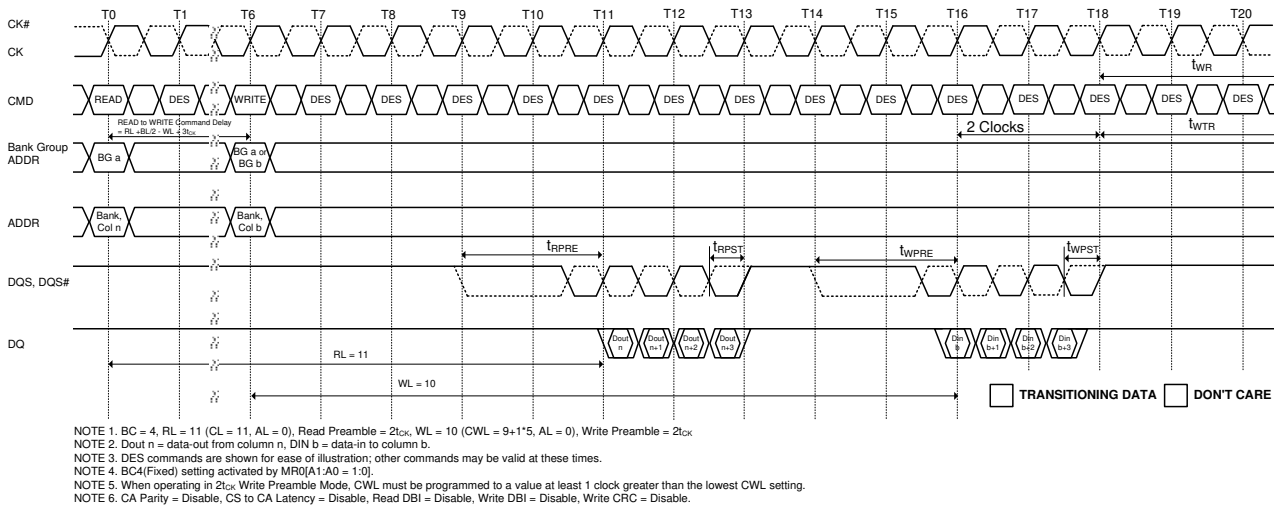 T0 T1 T6 T7 T8 T9 T10 T11 T12 T13 T14 T15 T16 T17 T18 T19 T20
CK#
CK
tWR
CMD READ DES WRITE DES DES DES DES DES DES DES DES DES DES DES DES DES DES
READ to WRITE Command Delay
= RL +BL/2 - WL + 3tCK
2 Clocks tWTR
Bank Group
ADDR
BG a
BG a or
BG b
ADDR
Bank,
Col n
Bank,
Col b
tRPRE tRPST tWPRE tWPST
DQS, DQS#
DQ
Dout
n
Dout
n+1
Dout
n+2
Dout
n+3
Din
b
Din
b+1
Din
b+2
Din
b+3
RL = 11
WL = 10
TRANSITIONING DATA DON'T CARE
NOTE 1. BC = 4, RL = 11 (CL = 11, AL = 0), Read Preamble = 2tCK, WL = 10 (CWL = 9+1*5, AL = 0), Write Preamble = 2tCK
NOTE 2. Dout n = data-out from column n, DIN b = data-in to column b.
NOTE 3. DES commands are shown for ease of illustration; other commands may be valid at these times.
NOTE 4. BC4(Fixed) setting activated by MR0[A1:A0 = 1:0].
NOTE 5. When operating in 2tCK Write Preamble Mode, CWL must be programmed to a value at least 1 clock greater than the lowest CWL setting.
NOTE 6. CA Parity = Disable, CS to CA Latency = Disable, Read DBI = Disable, Write DBI = Disable, Write CRC = Disable.